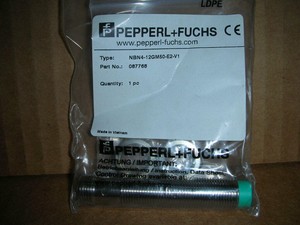 LDPE
PEPPERL+FUCHS CE
www.pepperl-fuchs.com
Type: NBN4-12GM50-E2-V1
Part No.: 087768
Quantity: 1 pc
Made in Vietnam
PEPPERL+FUCHS
ACHTUNG / IMPORTANT: